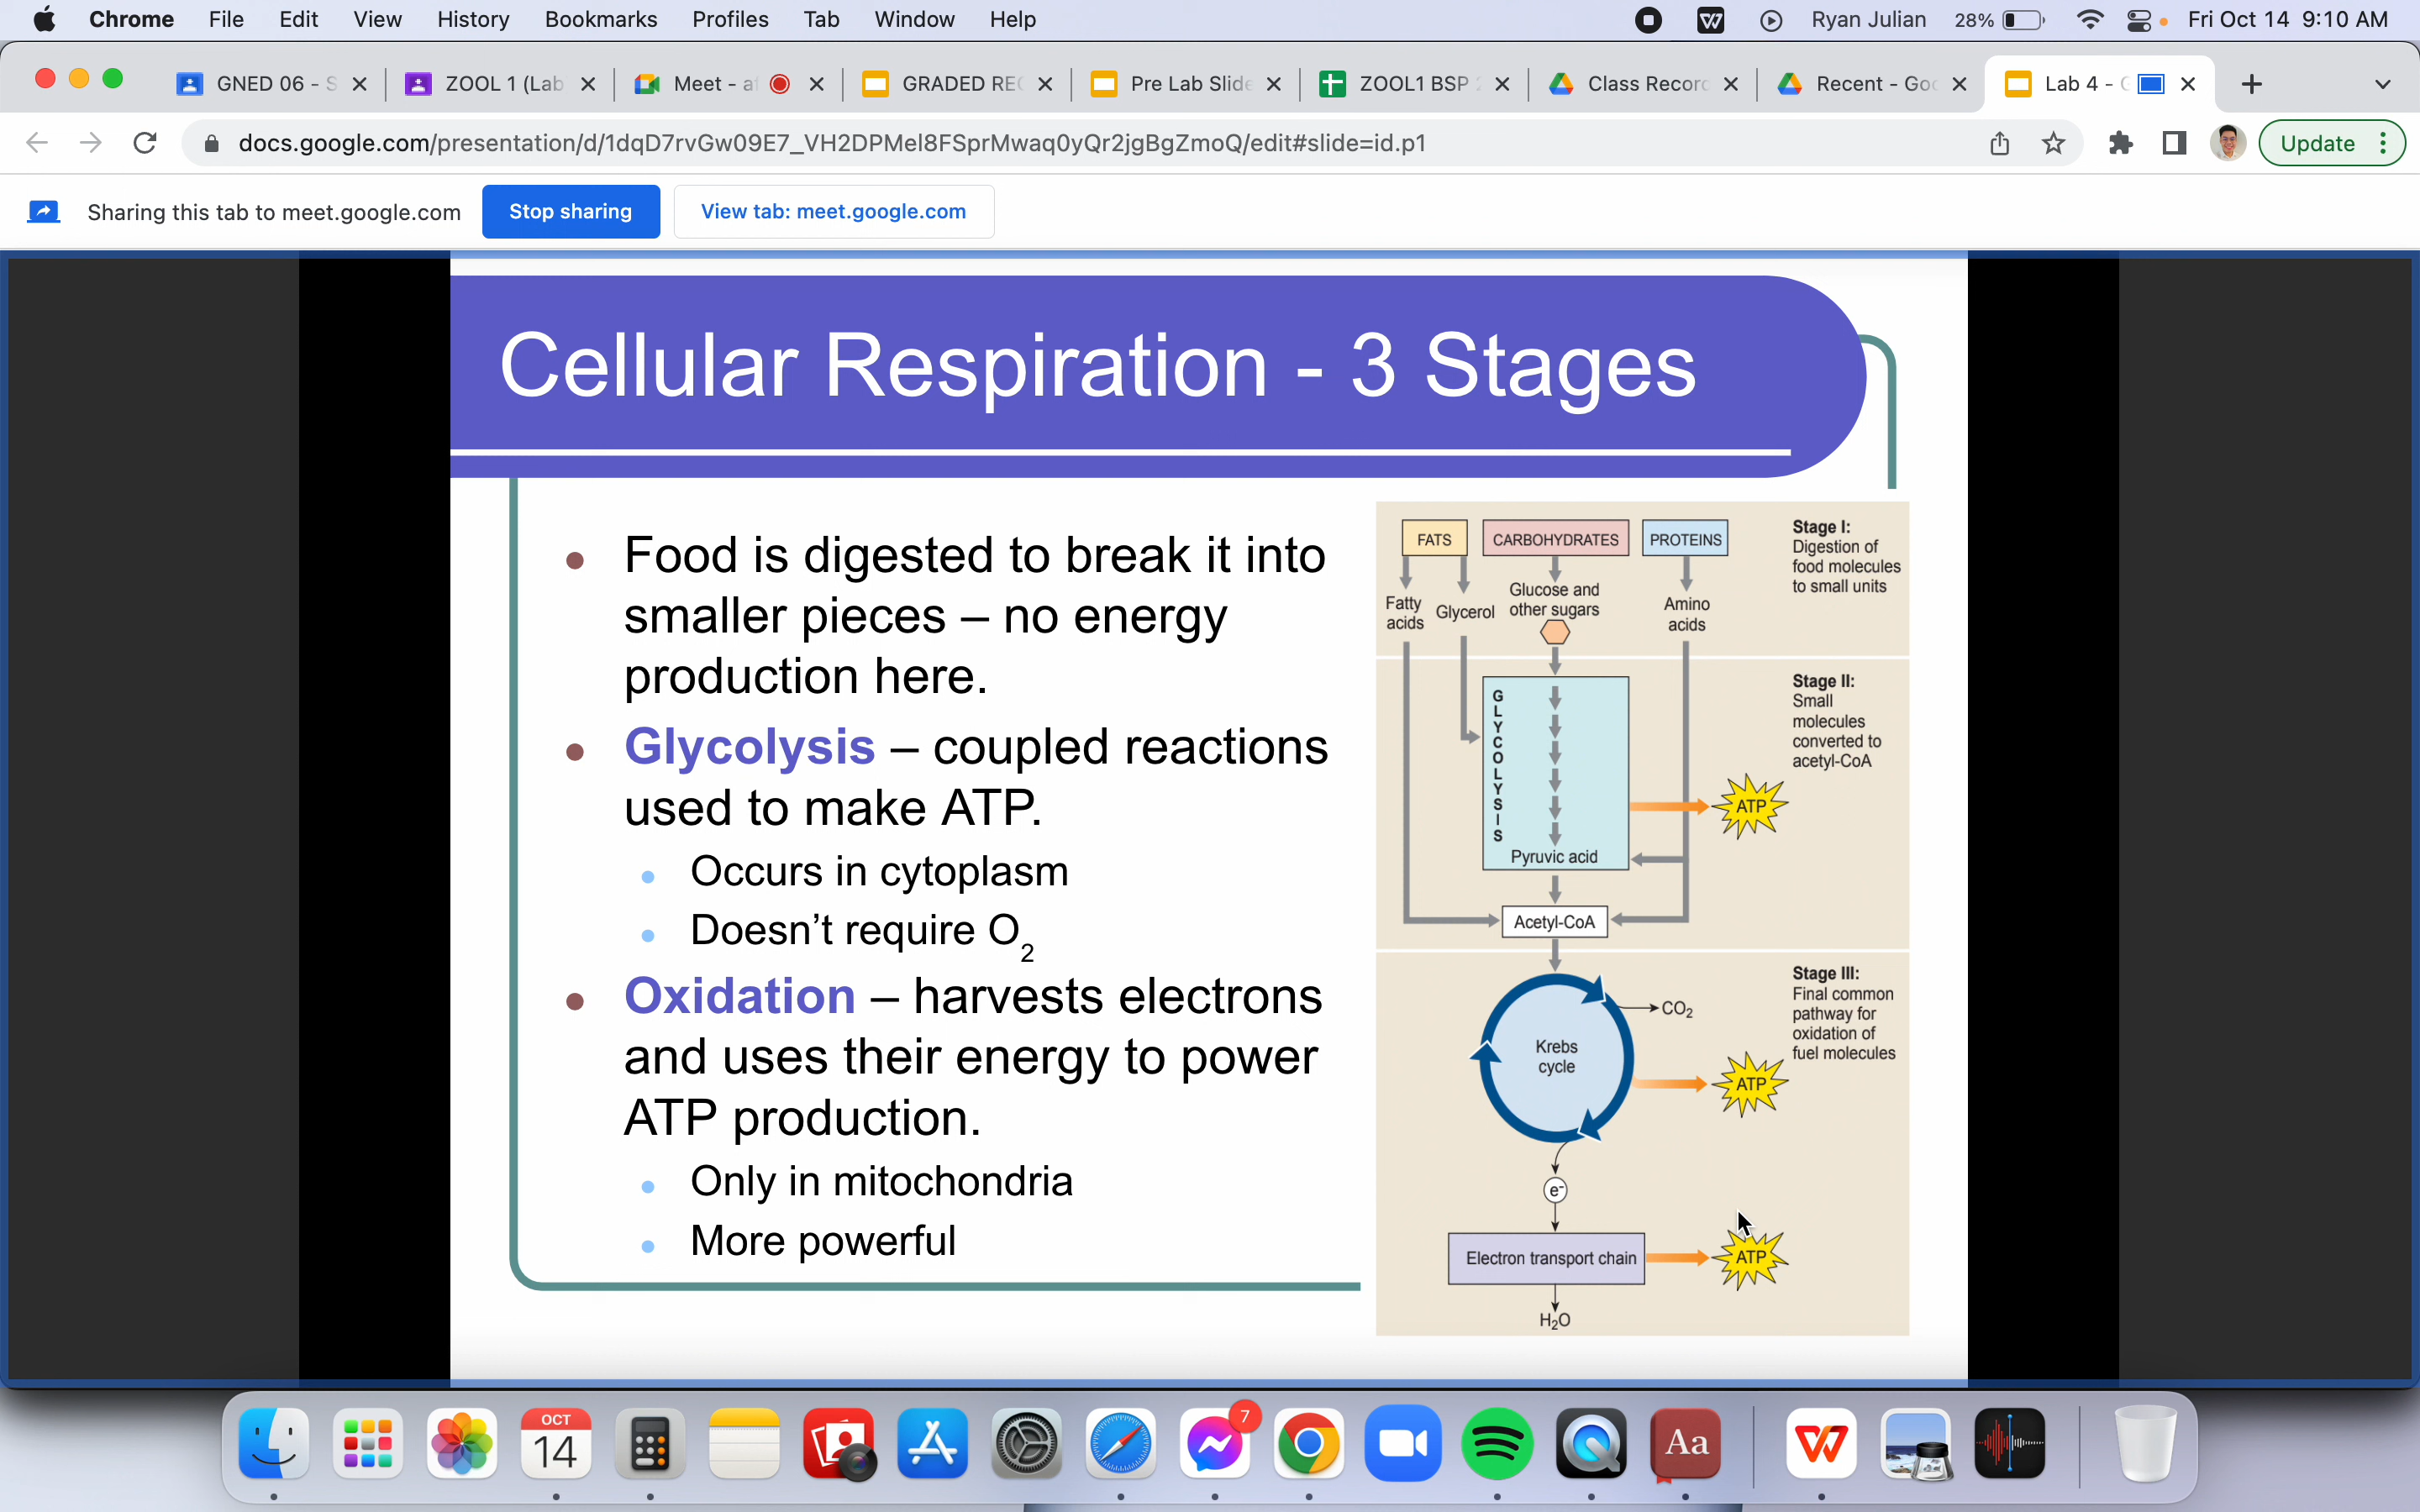 Chrome File Edit View History Bookmarks Profiles Tab Window Help Ryan Julian 28% Fri Oct 14 9:10 AM
GNED 06 - S ZOOL 1 (Lab Meet - a GRADED REC Pre Lab Slide ZOOL1 BSP Class Record Recent - Goo Lab 4 -
docs.google.com/presentation/d/1dqD7rvGw09E7_VH2DPMel8FSprMwaq0yQr2jgBgZmoQ/edit#slide=id.p1 Update
Sharing this tab to meet.google.com Stop sharing View tab: meet.google.com
Cellular Respiration - 3 Stages
Food is digested to break it into
smaller pieces – no energy
production here.
Glycolysis – coupled reactions
used to make ATP.
Occurs in cytoplasm
Doesn't require O2
Oxidation – harvests electrons
and uses their energy to power
ATP production.
Only in mitochondria
More powerful
FATS CARBOHYDRATES PROTEINS
Fatty
acids
Glycerol
Glucose and
other sugars
Amino
acids
Stage I:
Digestion of
food molecules
to small units
GLYCOLYSIS
Pyruvic acid
ATP
Acetyl-CoA
Stage II:
Small
molecules
converted to
acetyl-CoA
Krebs
cycle
CO2
ATP
Stage III:
Final common
pathway for
oxidation of
fuel molecules
e-
Electron transport chain
ATP
H2O
OCT
14
7
Aa